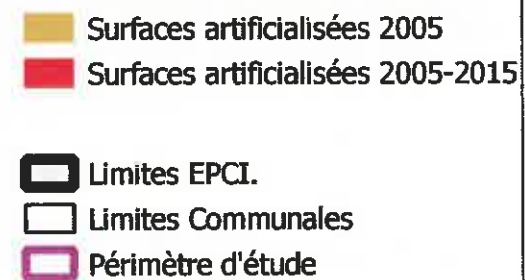 Surfaces artificialisées 2005
Surfaces artificialisées 2005-2015
Limites EPCI.
Limites Communales
Périmètre d'étude